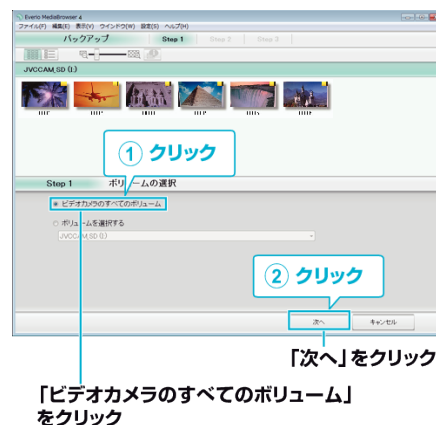 Everio MediaBrowser 4
ファイル(F) 編集(E) 表示(V) ウインドウ(W) 設定(S) ヘルプ(H)
バックアップ Step 1 Step 2 Step 3
JVCCAM_SD (I:)
① クリック
Step 1 ボリュームの選択
ビデオカメラのすべてのボリューム
ボリュームを選択する
JVCCAM_SD (I:)
② クリック
次へ キャンセル
「次へ」をクリック
「ビデオカメラのすべてのボリューム」
をクリック